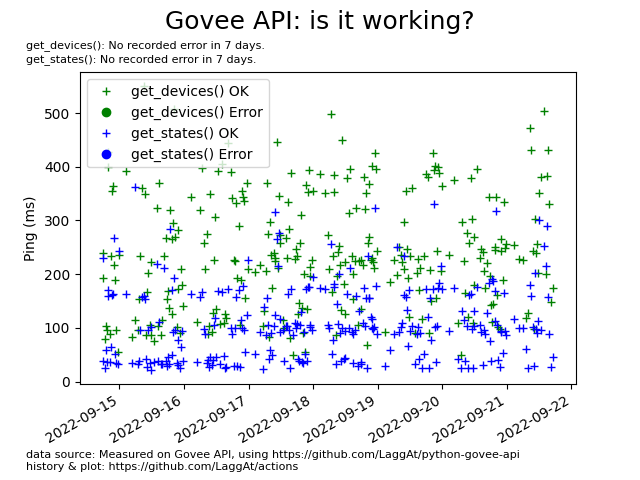 Govee API: is it working?
get_devices(): No recorded error in 7 days.
get_states(): No recorded error in 7 days.
get_devices() OK
get_devices() Error
get_states() OK
get_states() Error
Ping (ms)
500
400
300
200
100
0
2022-09-15
2022-09-16
2022-09-17
2022-09-18
2022-09-19
2022-09-20
2022-09-21
2022-09-22
data source: Measured on Govee API, using https://github.com/LaggAt/python-govee-api
history & plot: https://github.com/LaggAt/actions